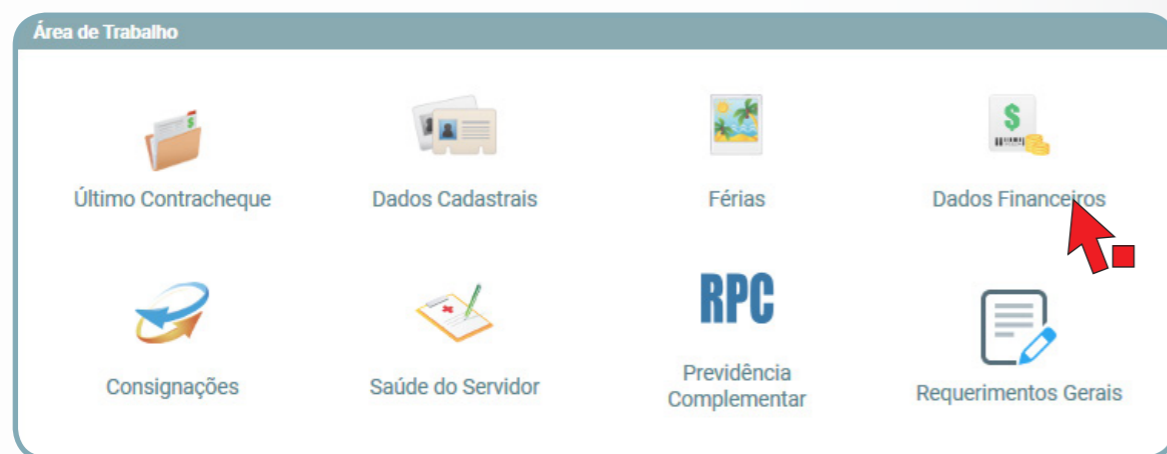 Área de Trabalho
Último Contracheque
Dados Cadastrais
Férias
Dados Financeiros
Consignações
Saúde do Servidor
RPC
Previdência
Complementar
Requerimentos Gerais